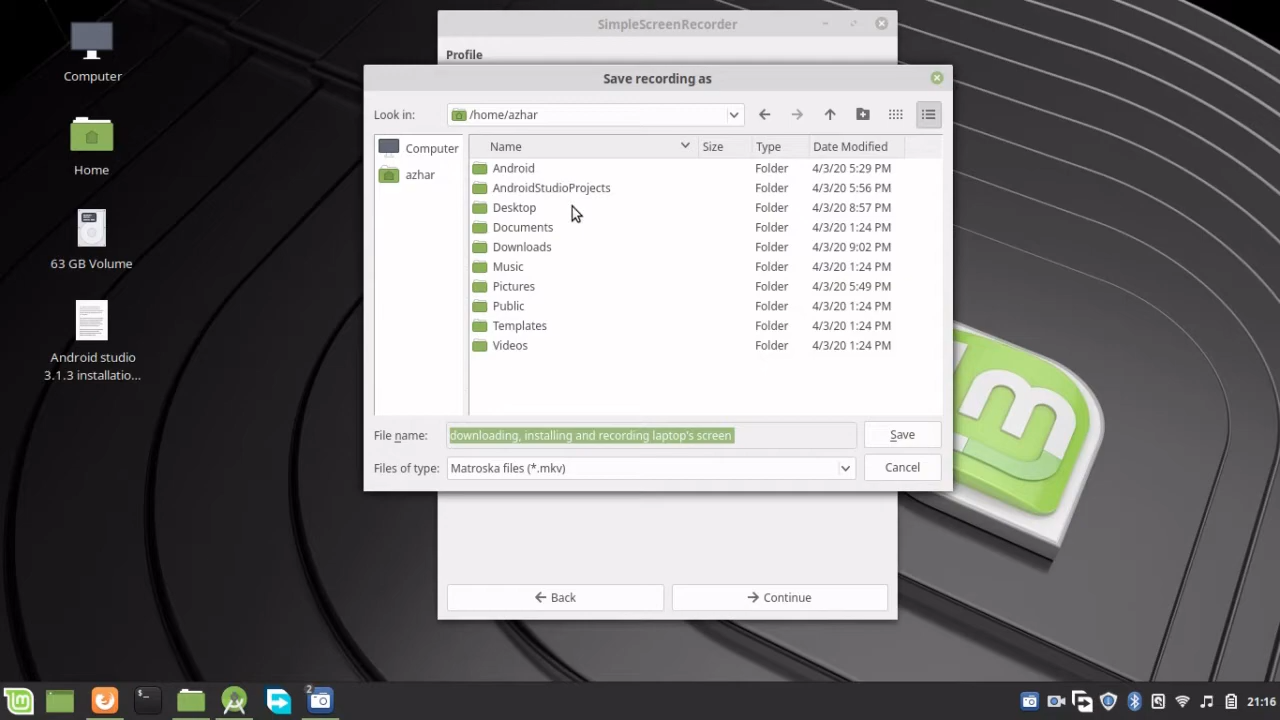 SimpleScreenRecorder
Profile
Save recording as
Look in:
/home/azhar
Computer
azhar
Name
Size
Type
Date Modified
Android Folder 4/3/20 5:29 PM
AndroidStudioProjects Folder 4/3/20 5:56 PM
Desktop Folder 4/3/20 8:57 PM
Documents Folder 4/3/20 1:24 PM
Downloads Folder 4/3/20 9:02 PM
Music Folder 4/3/20 1:24 PM
Pictures Folder 4/3/20 5:49 PM
Public Folder 4/3/20 1:24 PM
Templates Folder 4/3/20 1:24 PM
Videos Folder 4/3/20 1:24 PM
File name: downloading, installing and recording laptop's screen
Save
Files of type: Matroska files (*.mkv)
Cancel
Back
Continue
Computer
Home
63 GB Volume
Android studio
3.1.3 installatio...
2
21:16